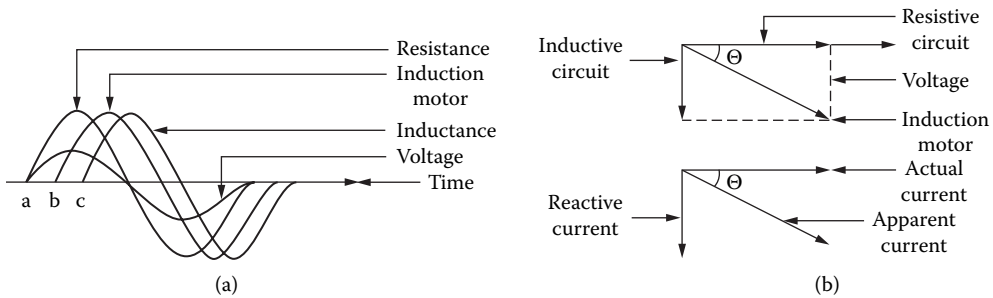 Resistance
Induction
motor
Inductance
Voltage
Time
a b c
(a)
Resistive
circuit
Inductive
circuit
Θ
Voltage
Induction
motor
Actual
current
Θ
Reactive
current
Apparent
current
(b)